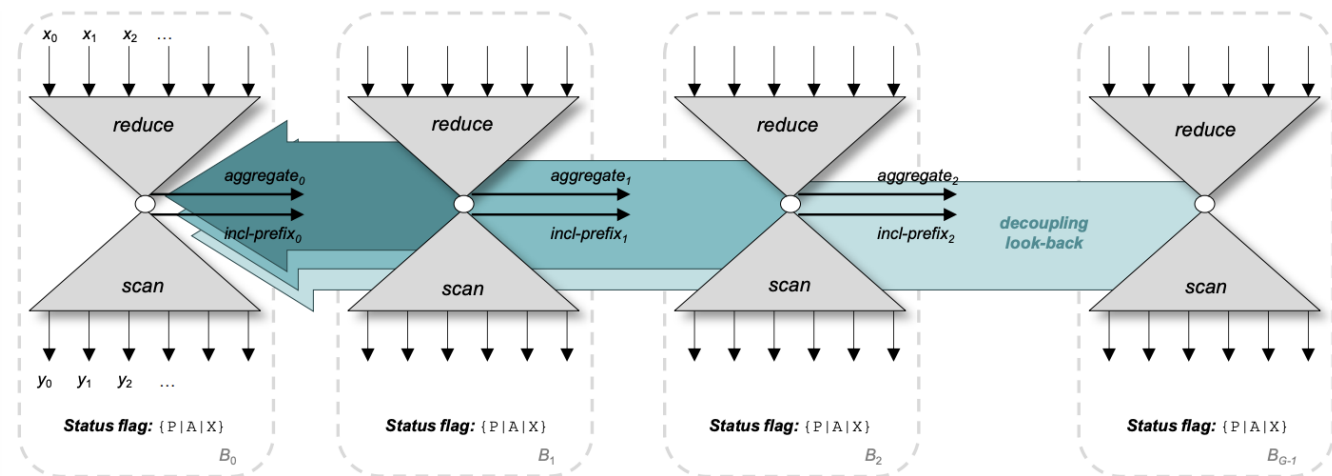 x0 x1 x2 ...
reduce reduce reduce reduce
aggregate0 aggregate1 aggregate2
incl-prefix0 incl-prefix1 incl-prefix2
decoupling
look-back
scan scan scan scan
y0 y1 y2 ...
Status flag: {P|A|X} Status flag: {P|A|X} Status flag: {P|A|X} Status flag: {P|A|X}
B0 B1 B2 BG-1